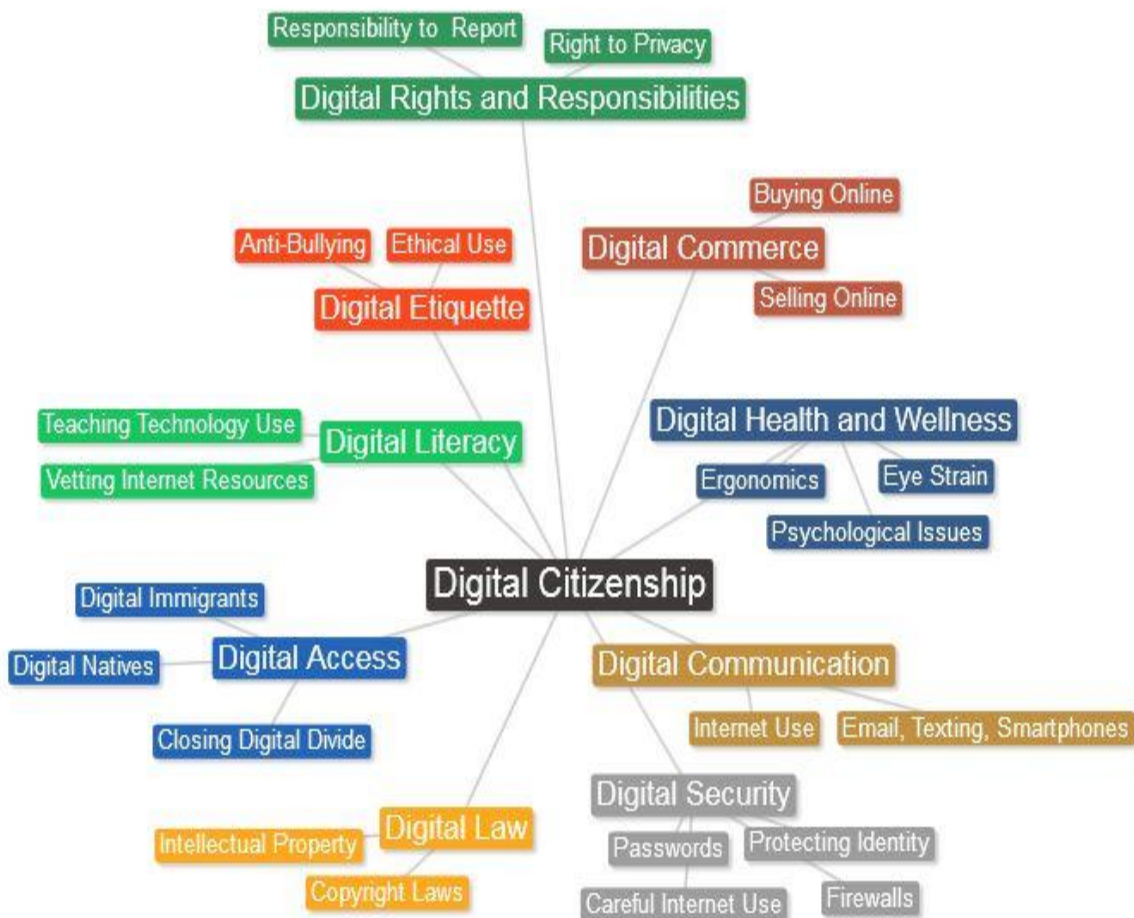 Responsibility to Report
Right to Privacy
Digital Rights and Responsibilities
Buying Online
Digital Commerce
Selling Online
Anti-Bullying
Ethical Use
Digital Etiquette
Teaching Technology Use
Digital Literacy
Vetting Internet Resources
Digital Health and Wellness
Ergonomics
Eye Strain
Psychological Issues
Digital Citizenship
Digital Immigrants
Digital Access
Digital Natives
Closing Digital Divide
Digital Communication
Internet Use
Email, Texting, Smartphones
Digital Law
Intellectual Property
Copyright Laws
Digital Security
Passwords
Protecting Identity
Careful Internet Use
Firewalls